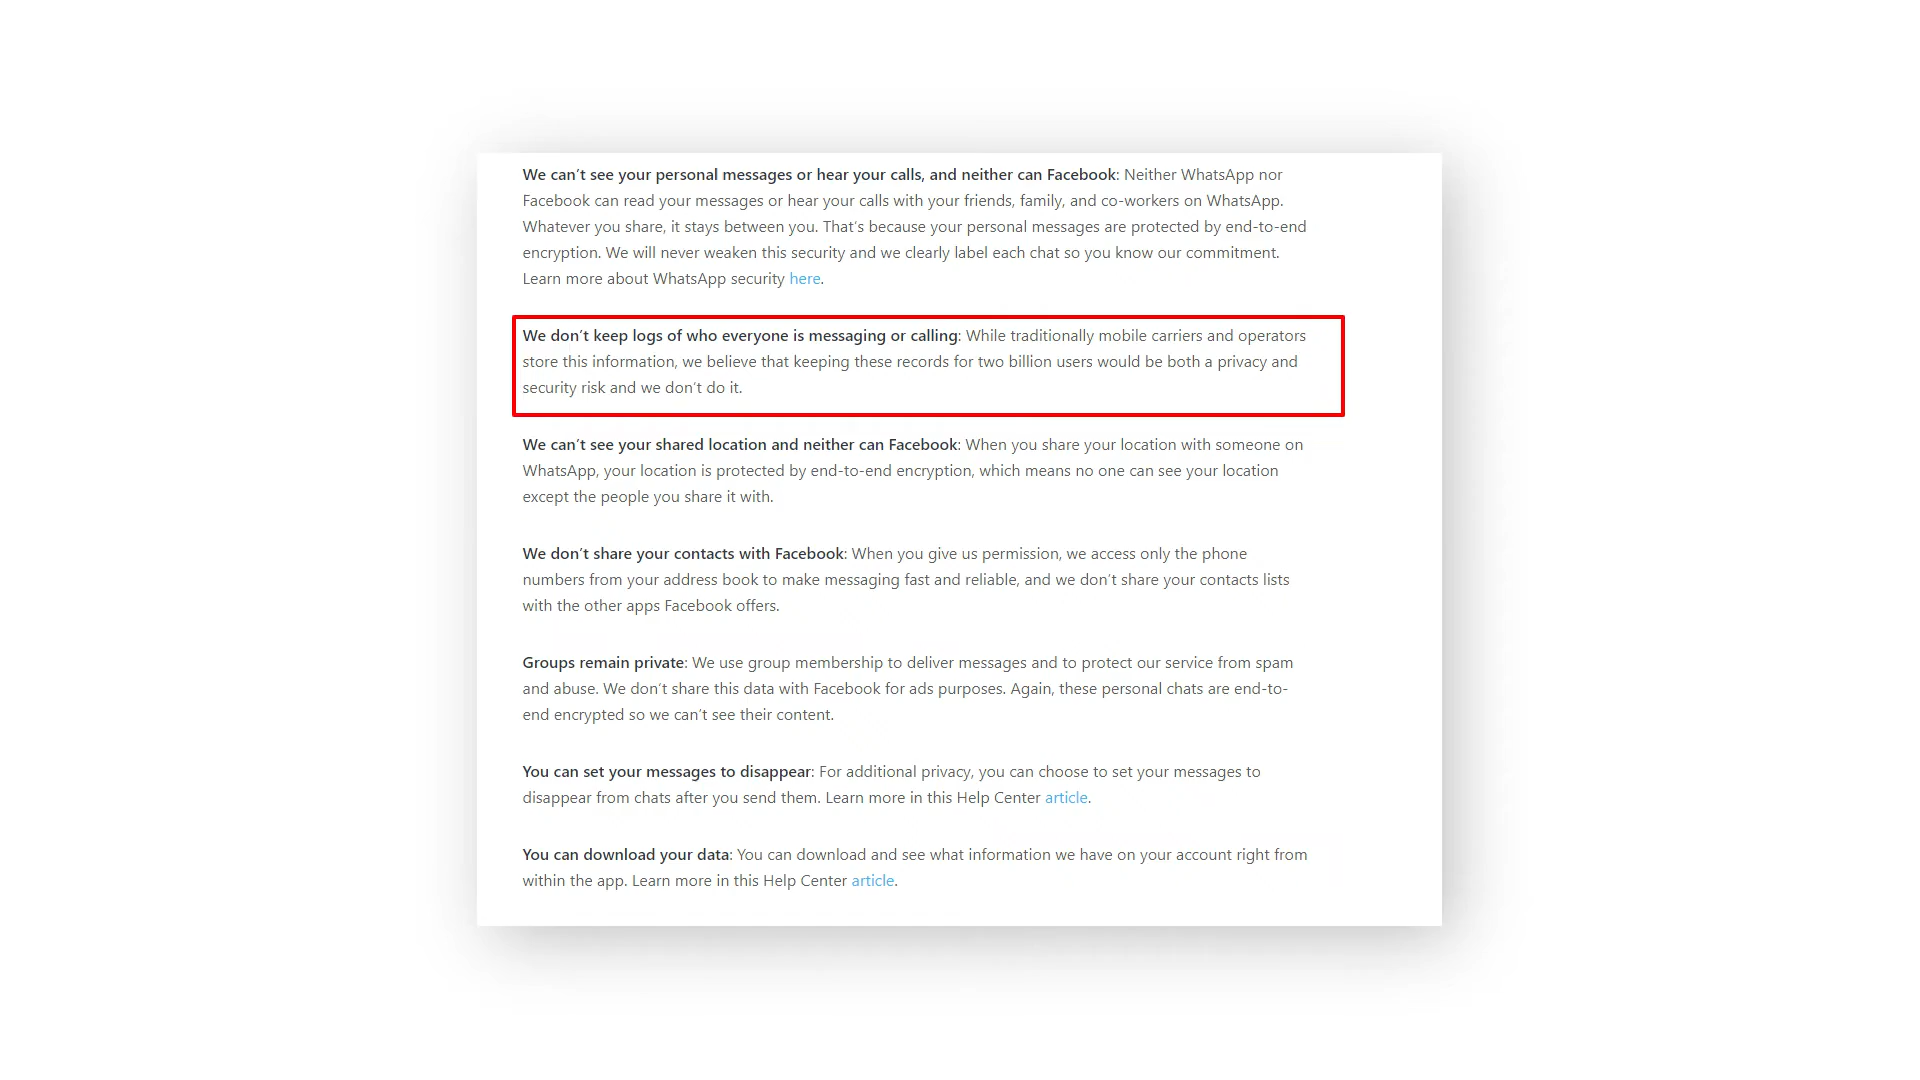 We can't see your personal messages or hear your calls, and neither can Facebook: Neither WhatsApp nor
Facebook can read your messages or hear your calls with your friends, family, and co-workers on WhatsApp.
Whatever you share, it stays between you. That's because your personal messages are protected by end-to-end
encryption. We will never weaken this security and we clearly label each chat so you know our commitment.
Learn more about WhatsApp security here.
We don't keep logs of who everyone is messaging or calling: While traditionally mobile carriers and operators
store this information, we believe that keeping these records for two billion users would be both a privacy and
security risk and we don't do it.
We can't see your shared location and neither can Facebook: When you share your location with someone on
WhatsApp, your location is protected by end-to-end encryption, which means no one can see your location
except the people you share it with.
We don't share your contacts with Facebook: When you give us permission, we access only the phone
numbers from your address book to make messaging fast and reliable, and we don't share your contacts lists
with the other apps Facebook offers.
Groups remain private: We use group membership to deliver messages and to protect our service from spam
and abuse. We don't share this data with Facebook for ads purposes. Again, these personal chats are end-to-
end encrypted so we can't see their content.
You can set your messages to disappear: For additional privacy, you can choose to set your messages to
disappear from chats after you send them. Learn more in this Help Center article.
You can download your data: You can download and see what information we have on your account right from
within the app. Learn more in this Help Center article.